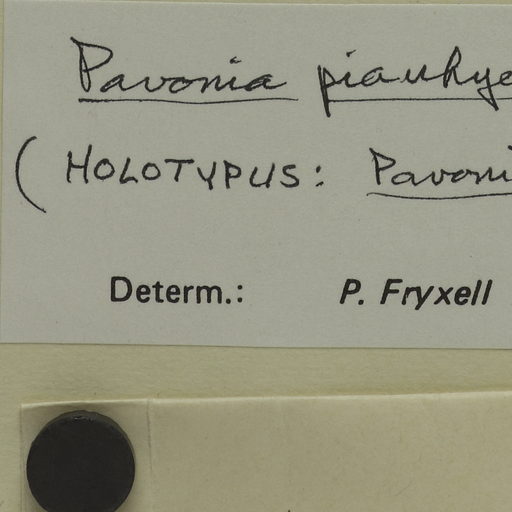 Pavonia piauhye
(HOLOTYPUS: Pavoni
Determ.: P. Fryxell